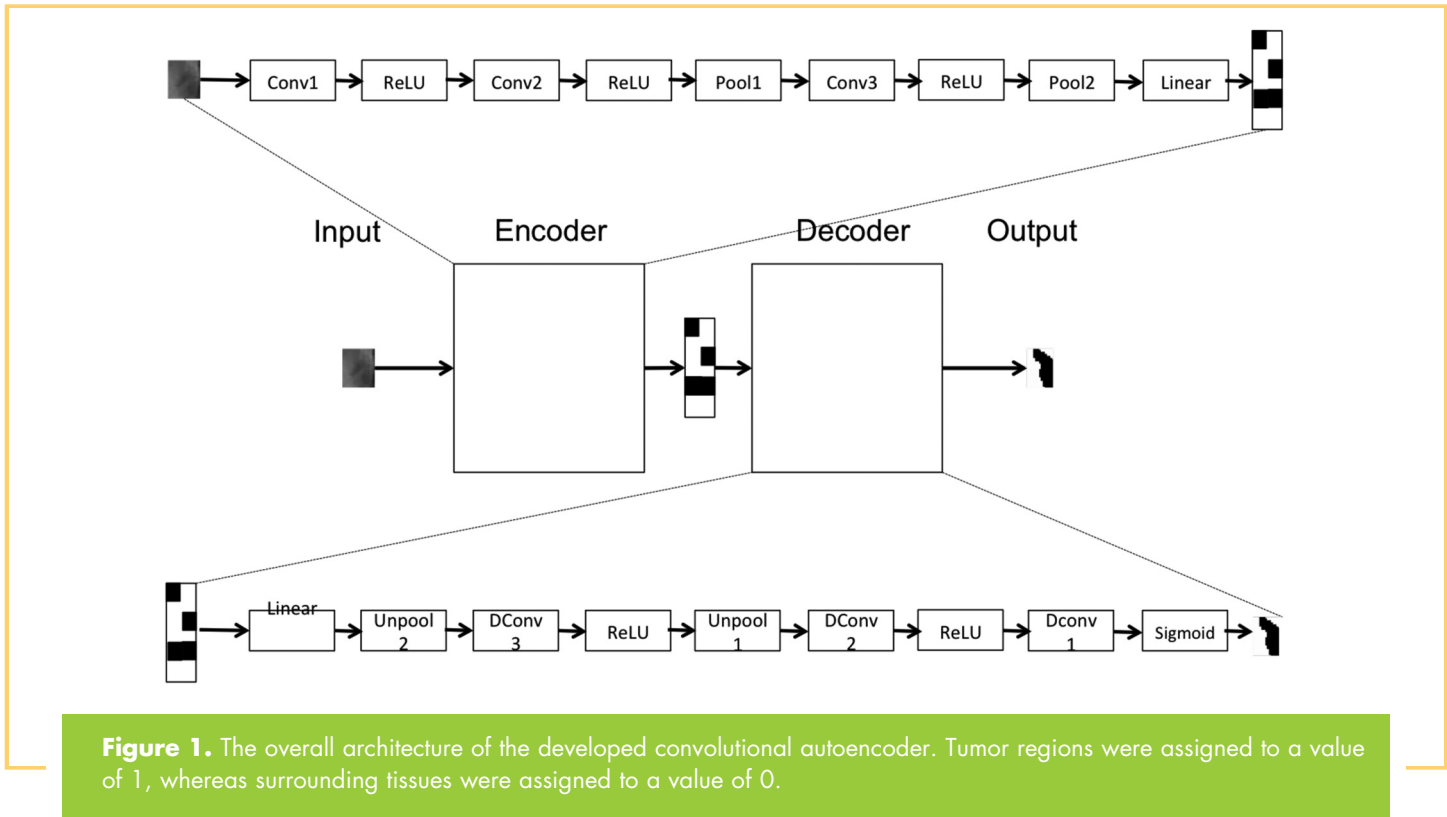 Conv1 ReLU Conv2 ReLU Pool1 Conv3 ReLU Pool2 Linear
Input Encoder Decoder Output
Linear
Unpool 2
DConv 3
ReLU
Unpool 1
DConv 2
ReLU
Dconv 1
Sigmoid
Figure 1. The overall architecture of the developed convolutional autoencoder. Tumor regions were assigned to a value
of 1, whereas surrounding tissues were assigned to a value of 0.